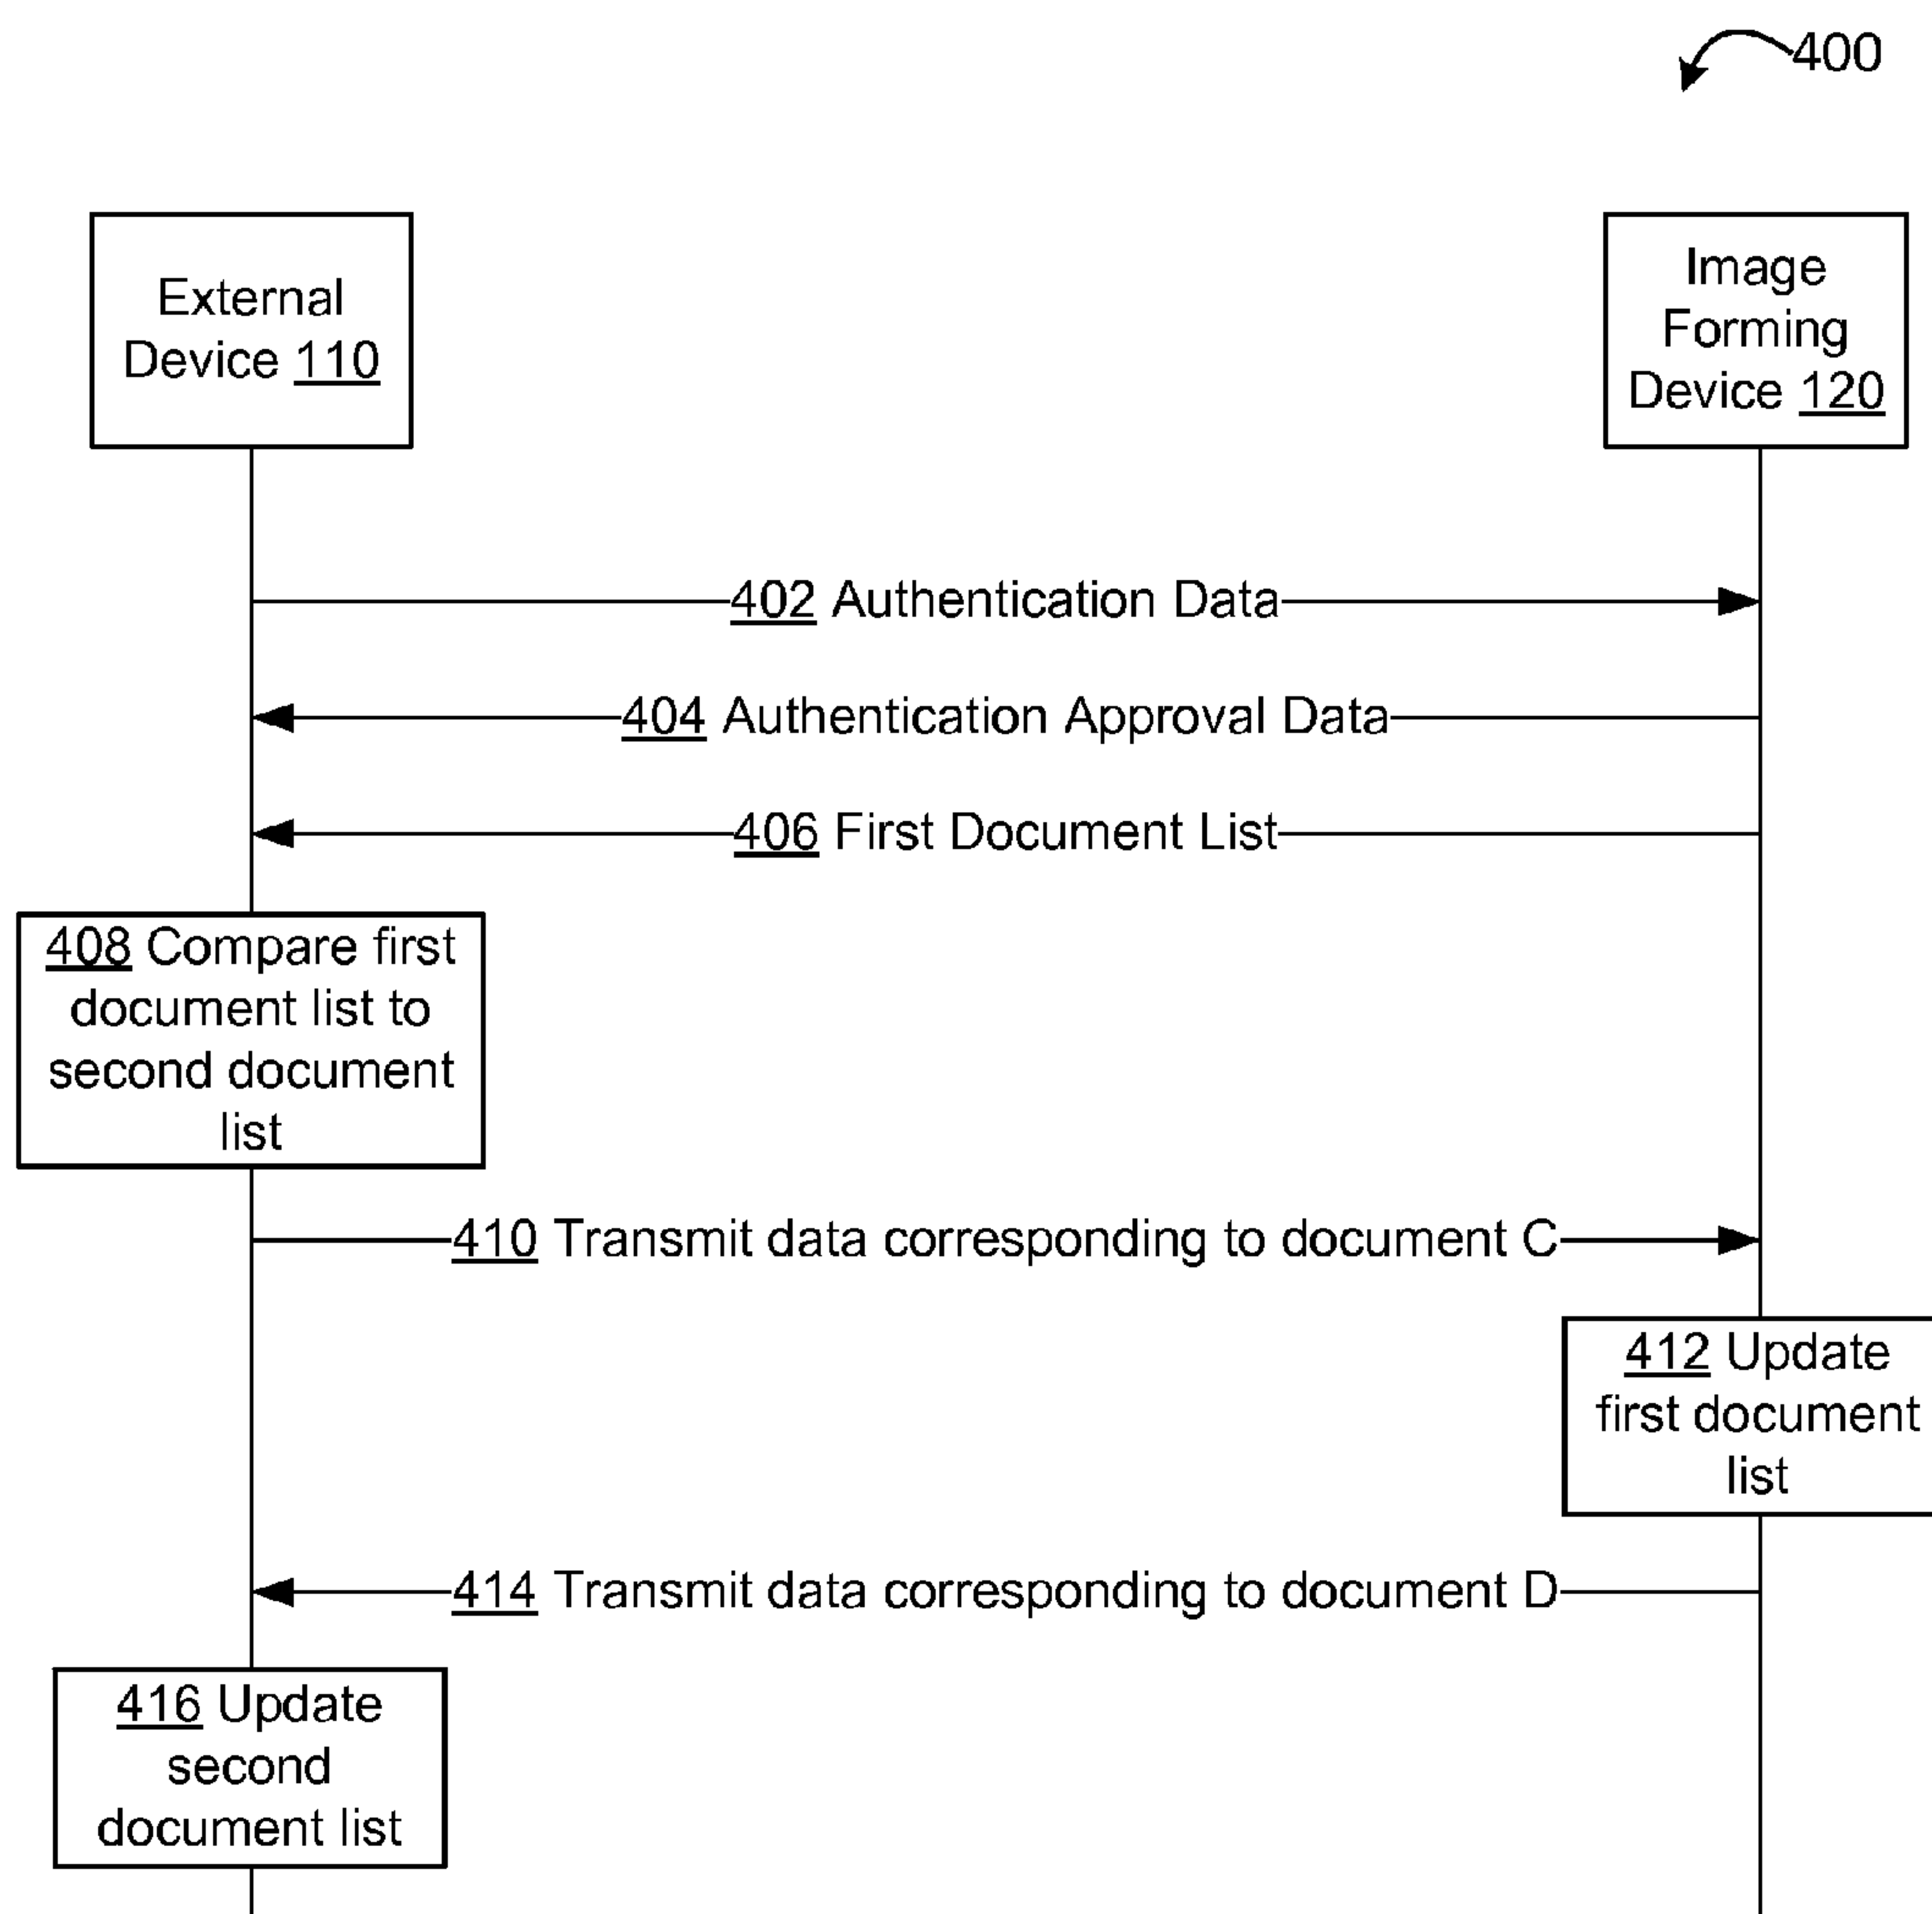 400
External
Device 110
Image
Forming
Device 120
402 Authentication Data
404 Authentication Approval Data
406 First Document List
408 Compare first
document list to
second document
list
410 Transmit data corresponding to document C
412 Update
first document
list
414 Transmit data corresponding to document D
416 Update
second
document list